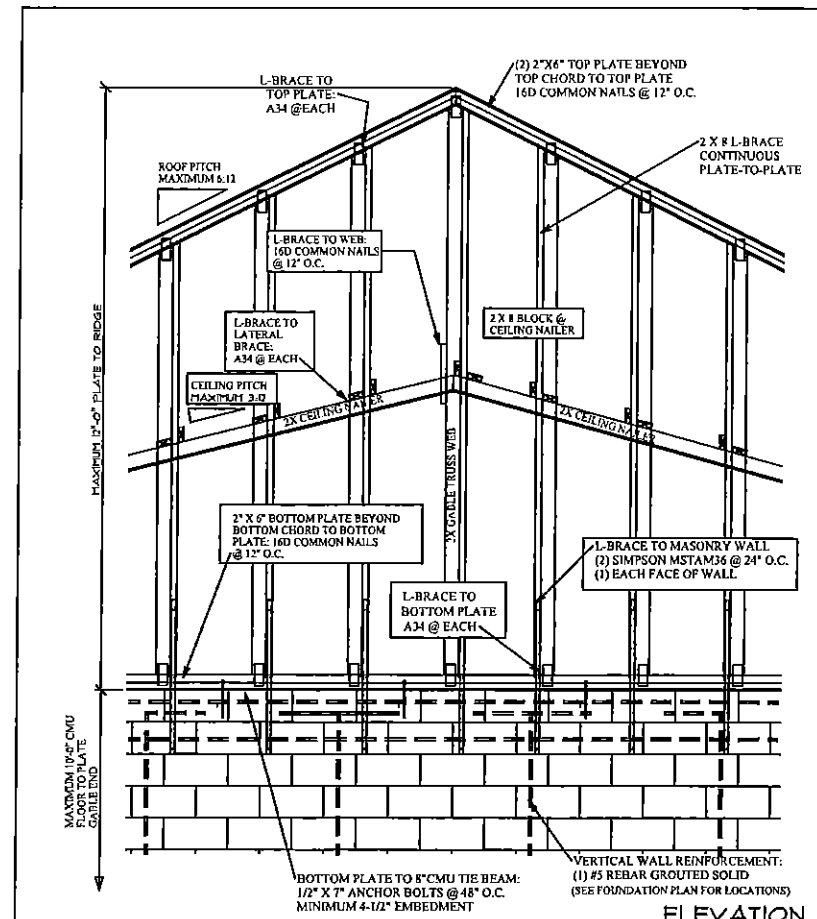 (2) 2"X6" TOP PLATE BEYOND
TOP CHORD TO TOP PLATE
16D COMMON NAILS @ 12" O.C.
L-BRACE TO
TOP PLATE:
A34 @EACH
2 X 8 L-BRACE
CONTINUOUS
PLATE-TO-PLATE
ROOF PITCH
MAXIMUM 6:12
L-BRACE TO WEB:
16D COMMON NAILS
@ 12" O.C.
L-BRACE TO
LATERAL
BRACE:
A34 @ EACH
2 X 8 BLOCK @
CEILING NAILER
CEILING PITCH
MAXIMUM 3:12
2X CEILING NAILER
2X CEILING NAILER
MAXIMUM 12'-0" PLATE TO RIDGE
2X GABLE TRUSS WEB
2" X 6" BOTTOM PLATE BEYOND
BOTTOM CHORD TO BOTTOM
PLATE: 16D COMMON NAILS
@ 12" O.C.
L-BRACE TO MASONRY WALL
(2) SIMPSON MSTAM36 @ 24" O.C.
(1) EACH FACE OF WALL
L-BRACE TO
BOTTOM PLATE
A34 @ EACH
MAXIMUM 10'-0" CMU
FLOOR TO PLATE
GABLE END
BOTTOM PLATE TO 8"CMU TIE BEAM:
1/2" X 7" ANCHOR BOLTS @ 48" O.C.
MINIMUM 4-1/2" EMBEDMENT
VERTICAL WALL REINFORCEMENT:
(1) #5 REBAR GROUTED SOLID
(SEE FOUNDATION PLAN FOR LOCATIONS)
ELEVATION